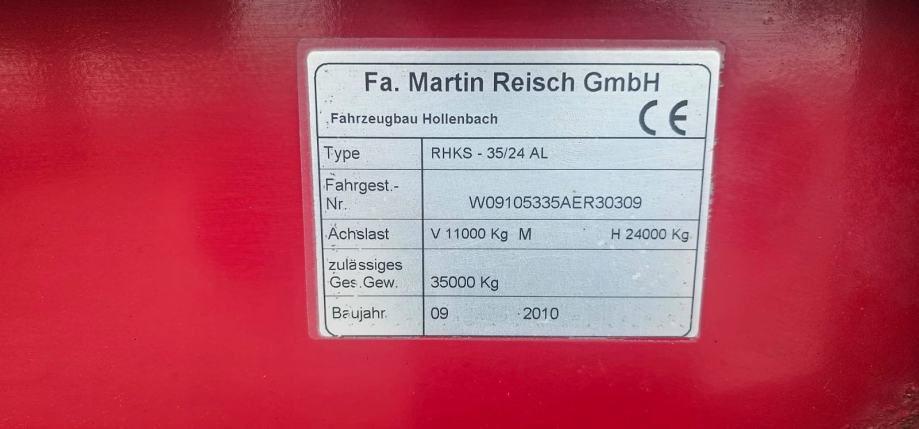 Fa. Martin Reisch GmbH
Fahrzeugbau Hollenbach CE
Type RHKS - 35/24 AL
Fahrgest.-
Nr. W09105335AER30309
Achslast V 11000 Kg M H 24000 Kg
zulässiges
Ges.Gew. 35000 Kg
Baujahr 09 2010